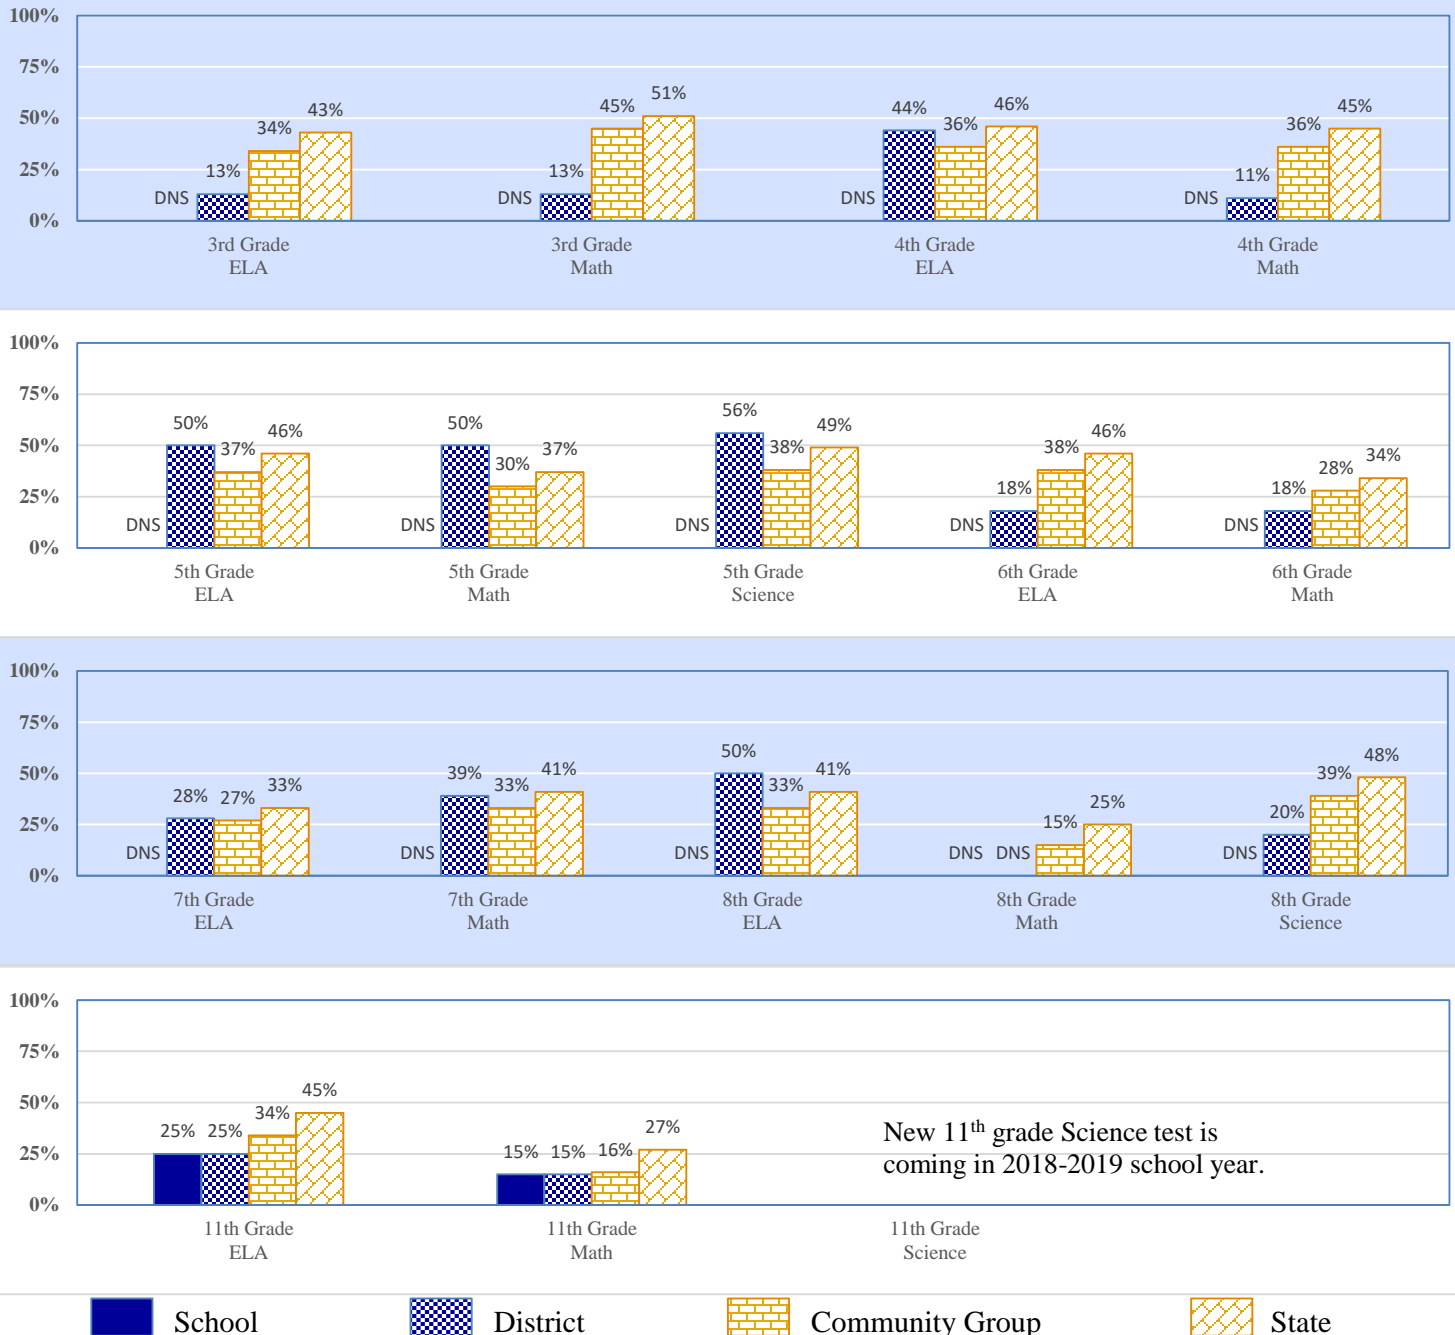 100%
75%
50%
25%
0%
DNS 13% 34% 43%
DNS 13% 45% 51%
DNS 44% 36% 46%
DNS 11% 36% 45%
3rd Grade
ELA
3rd Grade
Math
4th Grade
ELA
4th Grade
Math
100%
75%
50%
25%
0%
DNS 50% 37% 46%
DNS 50% 30% 37%
DNS 56% 38% 49%
DNS 18% 38% 46%
DNS 18% 28% 34%
5th Grade
ELA
5th Grade
Math
5th Grade
Science
6th Grade
ELA
6th Grade
Math
100%
75%
50%
25%
0%
DNS 28% 27% 33%
DNS 39% 33% 41%
DNS 50% 33% 41%
DNS DNS 15% 25%
DNS 20% 39% 48%
7th Grade
ELA
7th Grade
Math
8th Grade
ELA
8th Grade
Math
8th Grade
Science
100%
75%
50%
25%
0%
25% 25% 34% 45%
15% 15% 16% 27%
New 11th grade Science test is
coming in 2018-2019 school year.
11th Grade
ELA
11th Grade
Math
11th Grade
Science
School District Community Group State